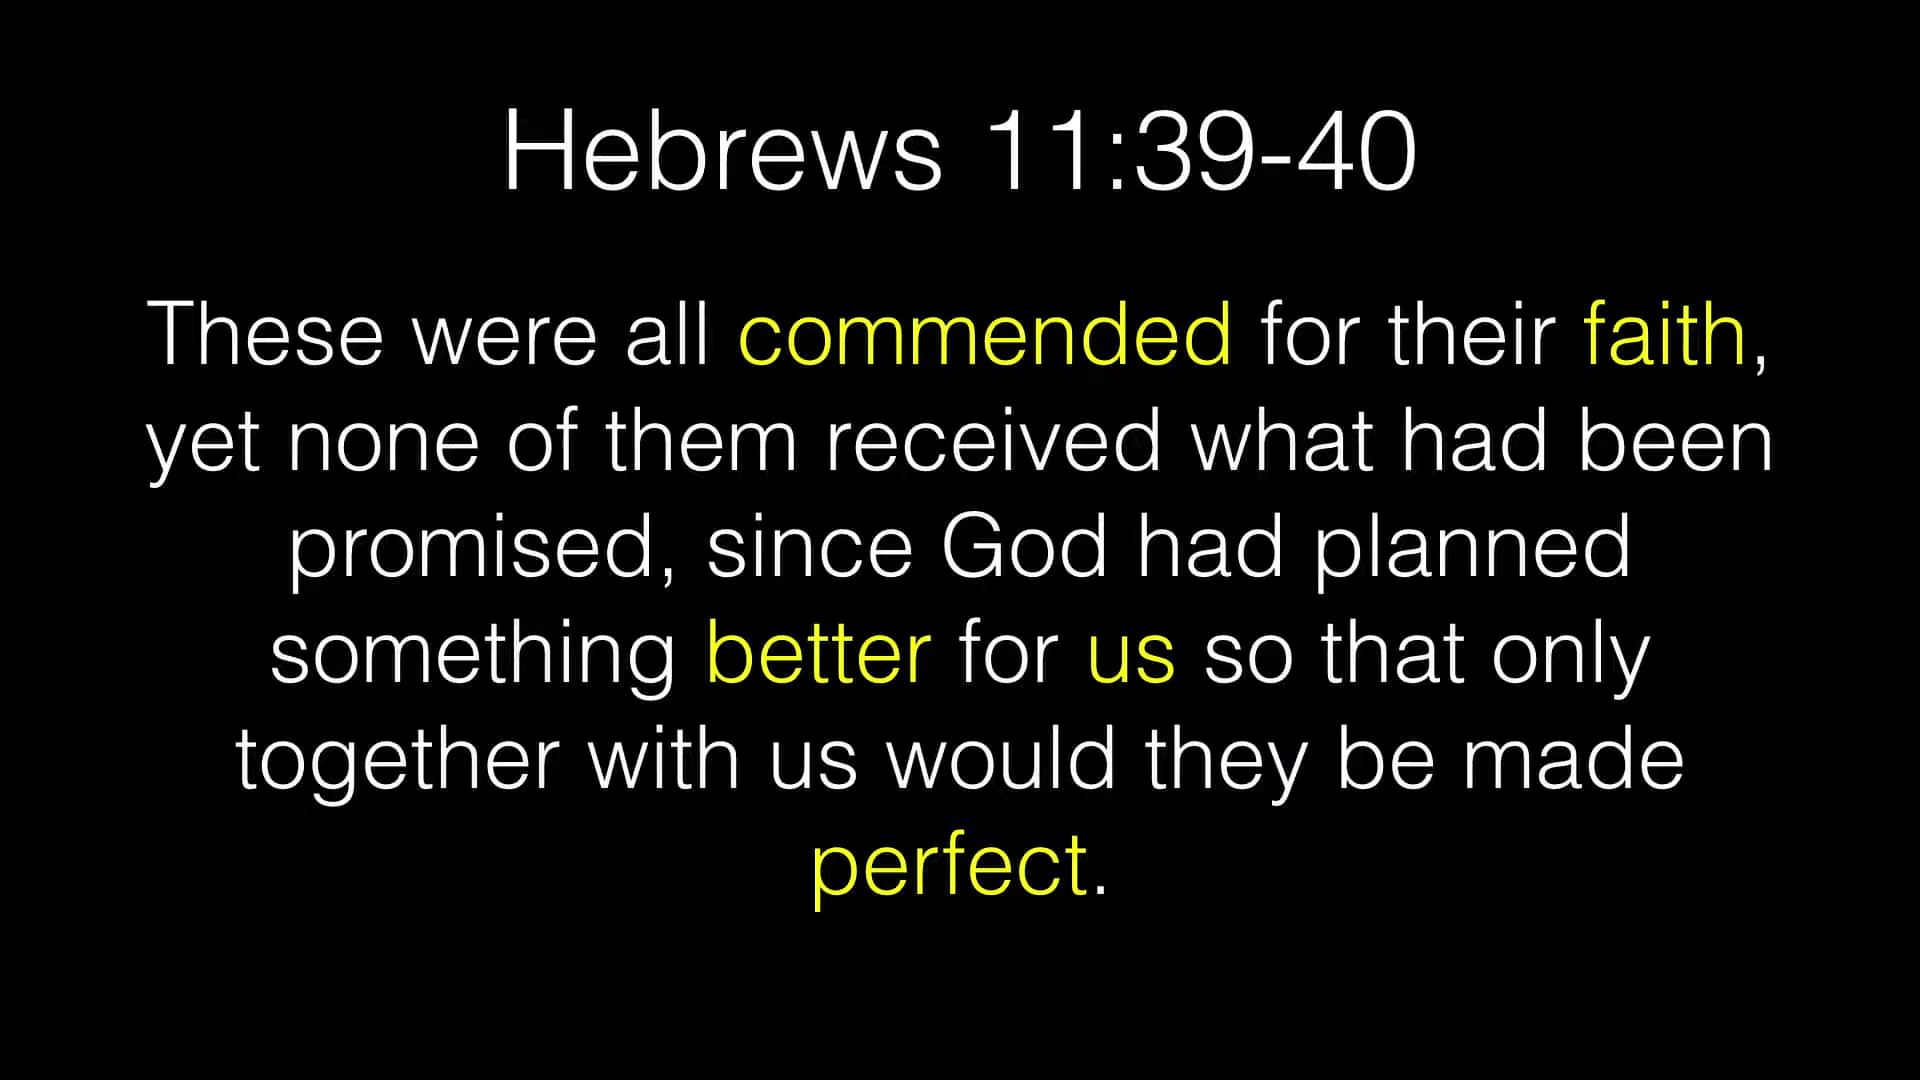 Hebrews 11:39-40
These were all commended for their faith,
yet none of them received what had been
promised, since God had planned
something better for us so that only
together with us would they be made
perfect.